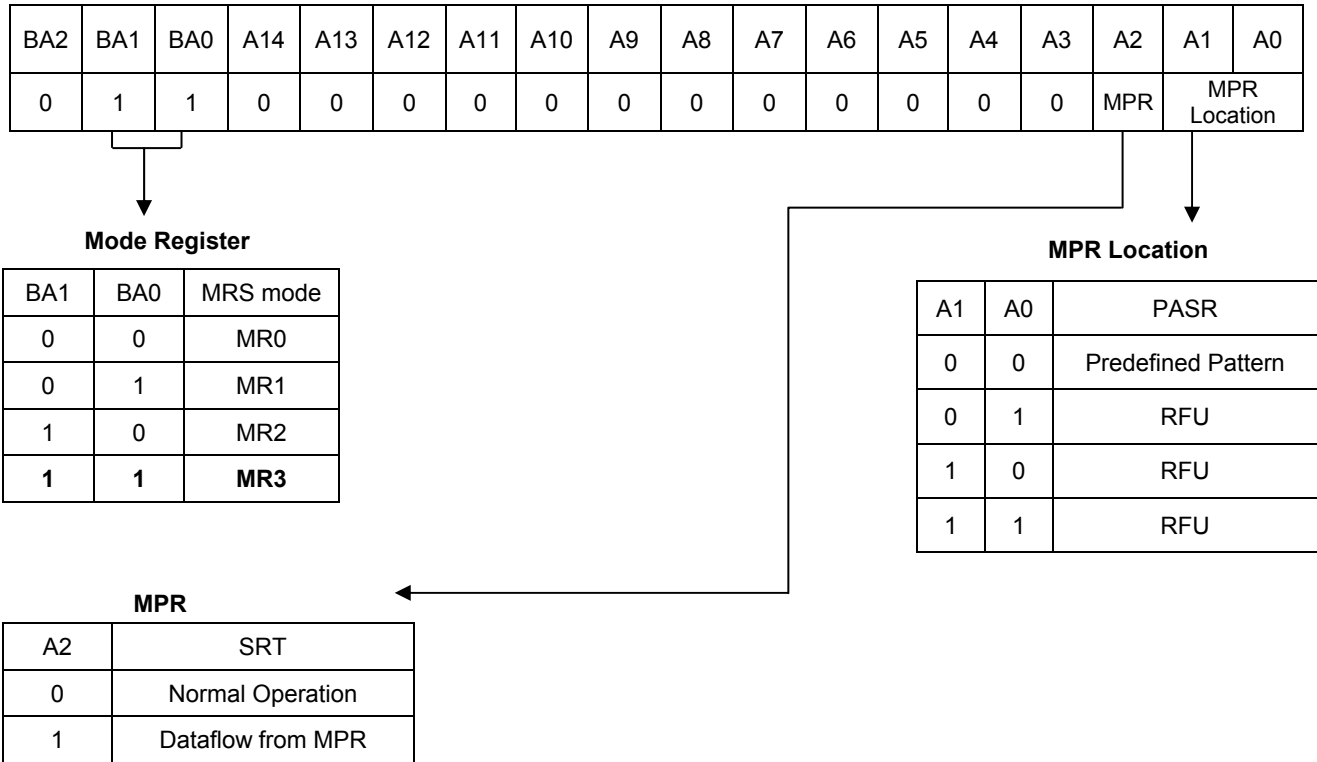 BA2 BA1 BA0 A14 A13 A12 A11 A10 A9 A8 A7 A6 A5 A4 A3 A2 A1 A0
0 1 1 0 0 0 0 0 0 0 0 0 0 0 0 MPR MPR
Location
Mode Register
BA1 BA0 MRS mode
0 0 MR0
0 1 MR1
1 0 MR2
1 1 MR3
MPR Location
A1 A0 PASR
0 0 Predefined Pattern
0 1 RFU
1 0 RFU
1 1 RFU
MPR
A2 SRT
0 Normal Operation
1 Dataflow from MPR